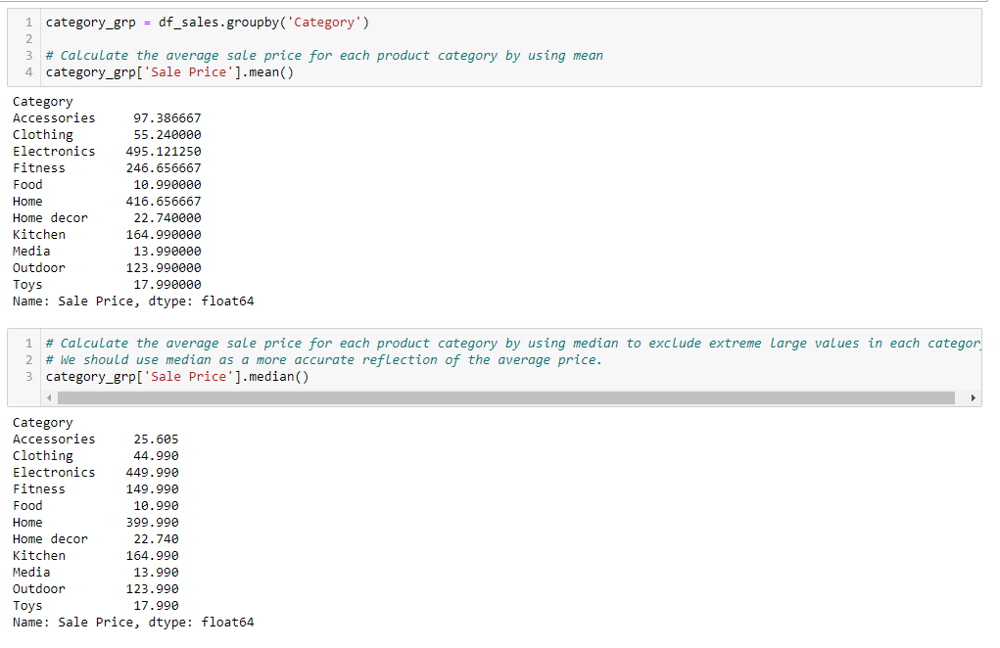 1 category_grp = df_sales.groupby('Category')
2
3 # Calculate the average sale price for each product category by using mean
4 category_grp['Sale Price'].mean()
Category
Accessories 97.386667
Clothing 55.240000
Electronics 495.121250
Fitness 246.656667
Food 10.990000
Home 416.656667
Home decor 22.740000
Kitchen 164.990000
Media 13.990000
Outdoor 123.990000
Toys 17.990000
Name: Sale Price, dtype: float64
1 # Calculate the average sale price for each product category by using median to exclude extreme large values in each categor
2 # We should use median as a more accurate reflection of the average price.
3 category_grp['Sale Price'].median()
Category
Accessories 25.605
Clothing 44.990
Electronics 449.990
Fitness 149.990
Food 10.990
Home 399.990
Home decor 22.740
Kitchen 164.990
Media 13.990
Outdoor 123.990
Toys 17.990
Name: Sale Price, dtype: float64